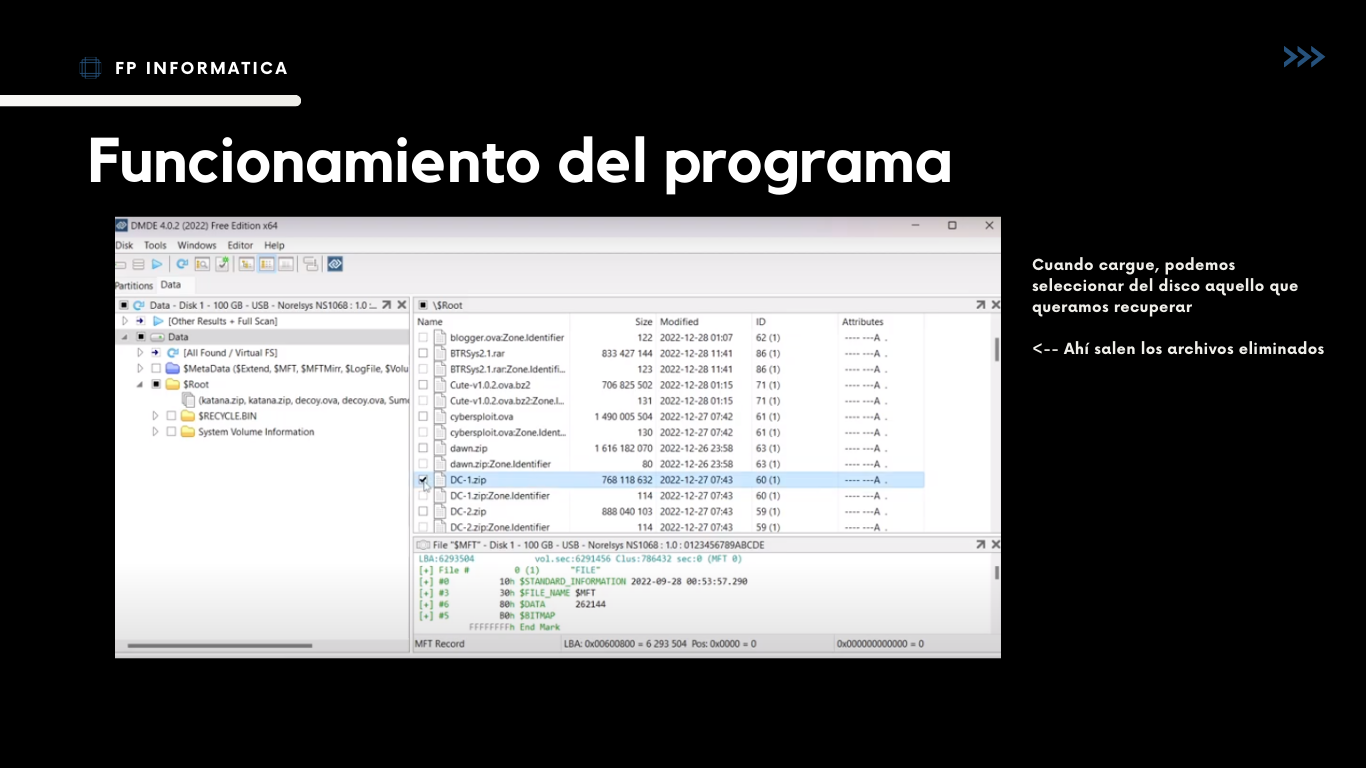 FP INFORMATICA
Funcionamiento del programa
DMDE 4.0.2 (2022) Free Edition x64
Disk Tools Windows Editor Help
Partitions Data
Data - Disk 1 - 100 GB - USB - Norelsys NS1068 : 1.0 :...
[Other Results + Full Scan]
Data
[All Found / Virtual FS]
$MetaData ($Extend, $MFT, $MFTMirr, $LogFile, $Volu
$Root
(katana.zip, katana.zip, decoy.ova, decoy.ova, Sum
$RECYCLE.BIN
System Volume Information
\$Root
Name Size Modified ID Attributes
blogger.ova:Zone.Identifier 122 2022-12-28 01:07 62 (1) ---- ---A .
BTRSys2.1.rar 833 427 144 2022-12-28 11:41 86 (1) ---- ---A .
BTRSys2.1.rar:Zone.Identifi... 123 2022-12-28 11:41 86 (1) ---- ---A .
Cute-v1.0.2.ova.bz2 706 825 502 2022-12-28 01:15 71 (1) ---- ---A .
Cute-v1.0.2.ova.bz2:Zone.I... 131 2022-12-28 01:15 71 (1) ---- ---A .
cybersploit.ova 1 490 005 504 2022-12-27 07:42 61 (1) ---- ---A .
cybersploit.ova:Zone.Ident... 130 2022-12-27 07:42 61 (1) ---- ---A .
dawn.zip 1 616 182 070 2022-12-26 23:58 63 (1) ---- ---A .
dawn.zip:Zone.Identifier 80 2022-12-26 23:58 63 (1) ---- ---A .
DC-1.zip 768 118 632 2022-12-27 07:43 60 (1) ---- ---A .
DC-1.zip:Zone.Identifier 114 2022-12-27 07:43 60 (1) ---- ---A .
DC-2.zip 888 040 103 2022-12-27 07:43 59 (1) ---- ---A .
DC-2.zip:Zone.Identifier 114 2022-12-27 07:43 59 (1) ---- ---A .
File "$MFT" - Disk 1 - 100 GB - USB - Norelsys NS1068 : 1.0 : 0123456789ABCDE
LBA:6293504 vol.sec:6291456 Clus:786432 sec:0 (MFT 0)
[+] File # 0 (1) "FILE"
[+] #0 10h $STANDARD_INFORMATION 2022-09-28 00:53:57.290
[+] #3 30h $FILE_NAME $MFT
[+] #6 80h $DATA 262144
[+] #5 B0h $BITMAP
FFFFFFFFh End Mark
MFT Record LBA: 0x00600800 = 6 293 504 Pos: 0x0000 = 0 0x000000000000 = 0
Cuando cargue, podemos
seleccionar del disco aquello que
queramos recuperar
<-- Ahí salen los archivos eliminados